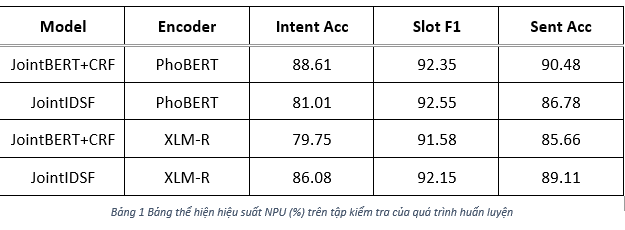 Model Encoder Intent Acc Slot F1 Sent Acc
JointBERT+CRF PhoBERT 88.61 92.35 90.48
JointIDSF PhoBERT 81.01 92.55 86.78
JointBERT+CRF XLM-R 79.75 91.58 85.66
JointIDSF XLM-R 86.08 92.15 89.11
Bảng 1 Bảng thể hiện hiệu suất NPU (%) trên tập kiểm tra của quá trình huấn luyện